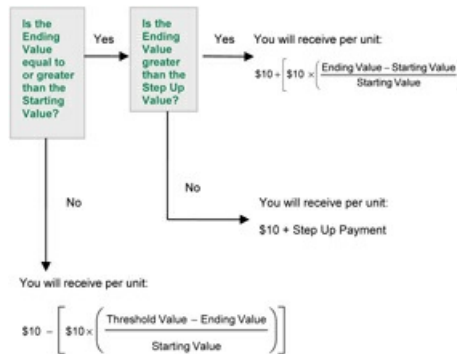 Is the
Ending
Value
equal to
or greater
than the
Starting
Value?
Yes
Is the
Ending
Value
greater
than the
Step Up
Value?
Yes
You will receive per unit:
$10 + [ $10 × ( Ending Value – Starting Value
Starting Value
No
You will receive per unit:
$10 + Step Up Payment
No
You will receive per unit:
$10 – [ $10 × ( Threshold Value – Ending Value
Starting Value ) ]